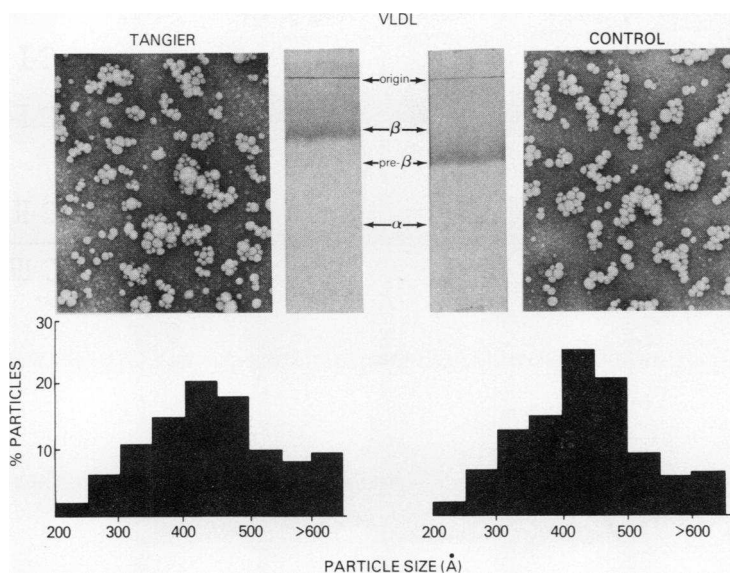 VLDL
TANGIER
CONTROL
origin
β
pre-β
α
30
20
10
% PARTICLES
200 300 400 500 >600
200 300 400 500 >600
PARTICLE SIZE (Å)